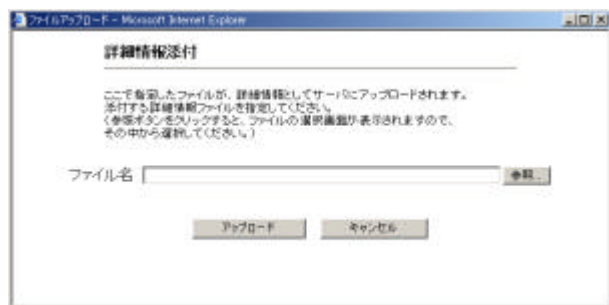 ファイルアップロード - Microsoft Internet Explorer
詳細情報添付
ここで指定したファイルが、詳細情報としてサーバにアップロードされます。
添付する詳細情報ファイルを指定してください。
(参照ボタンをクリックすると、ファイルの選択画面が表示されますので、
その中から選択してください。)
ファイル名
参照...
アップロード
キャンセル